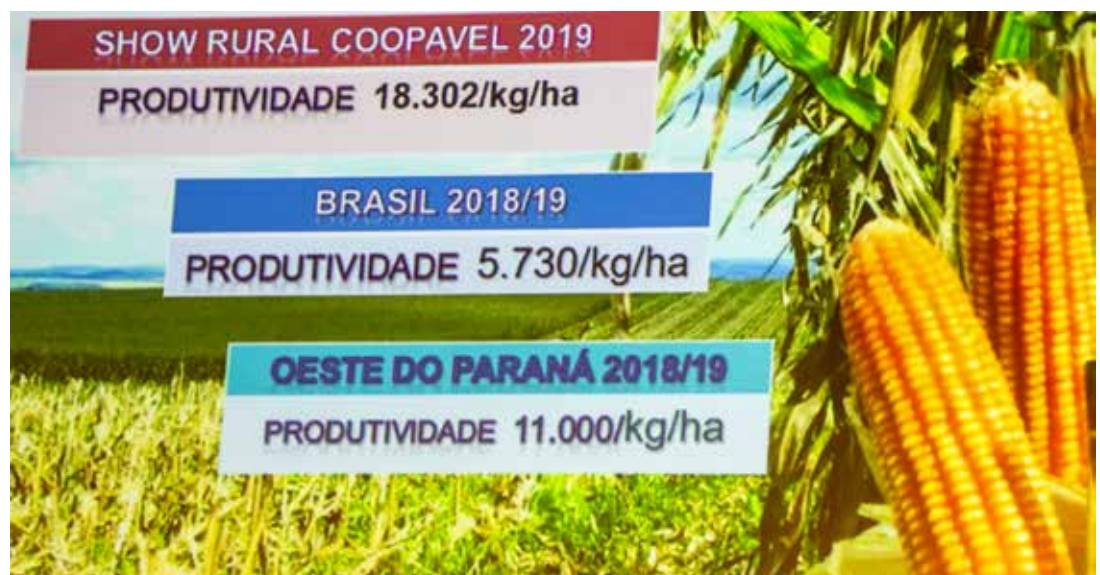 SHOW RURAL COOPAVEL 2019
PRODUTIVIDADE 18.302/kg/ha
BRASIL 2018/19
PRODUTIVIDADE 5.730/kg/ha
OESTE DO PARANÁ 2018/19
PRODUTIVIDADE 11.000/kg/ha